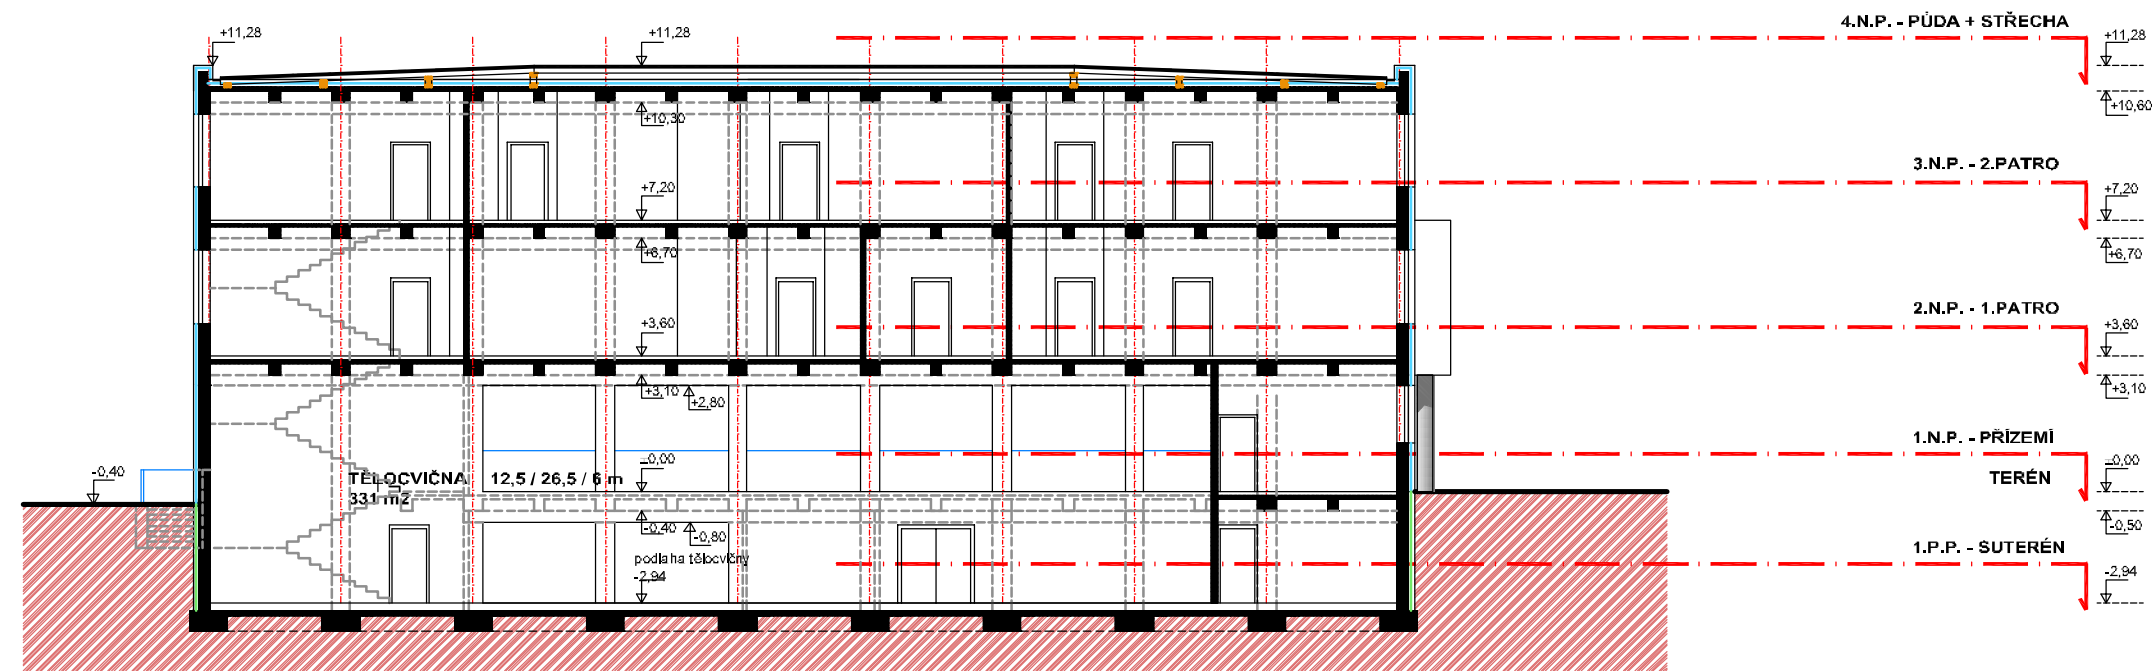 4.N.P. - PŮDA + STŘECHA
+11,28
+11,28
+11,28
+10,60
+10,30
3.N.P. - 2.PATRO
+7,20
+7,20
+6,70
+6,70
2.N.P. - 1.PATRO
+3,60
+3,60
+3,10
+3,10
+2,80
1.N.P. - PŘÍZEMÍ
-0,40
±0,00
±0,00
TĚLOCVIČNA 12,5 / 26,5 / 6 m
331 m2
TERÉN
-0,40
-0,50
-0,80
1.P.P. - SUTERÉN
podlaha tělocvičny
-2,94
-2,94